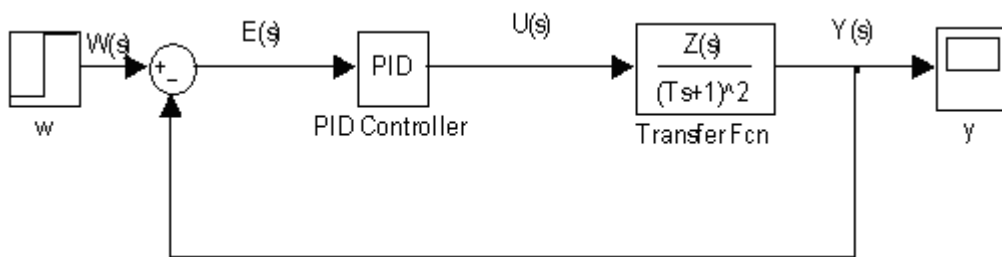 W(s)
E(s)
U(s)
Y(s)
+
−
PID
Z(s)
(Ts+1)^2
w
PID Controller
Transfer Fcn
y